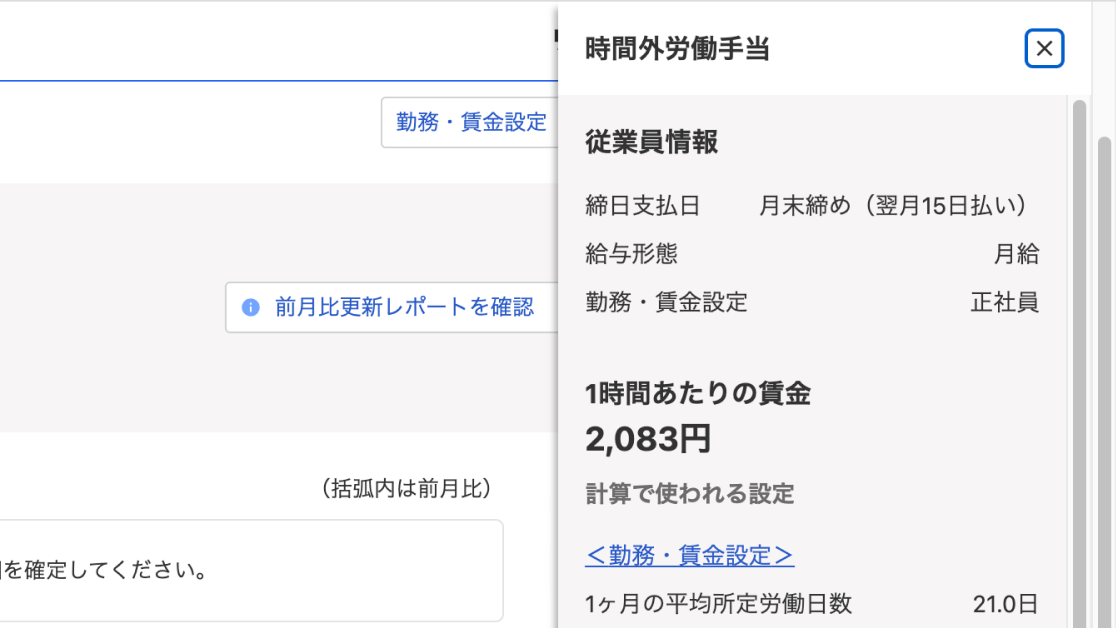 時間外労働手当
勤務・賃金設定
従業員情報
締日支払日 月末締め（翌月15日払い）
給与形態 月給
勤務・賃金設定 正社員
前月比更新レポートを確認
1時間あたりの賃金
2,083円
計算で使われる設定
（括弧内は前月比）
＜勤務・賃金設定＞
を確定してください。
1ヶ月の平均所定労働日数 21.0日